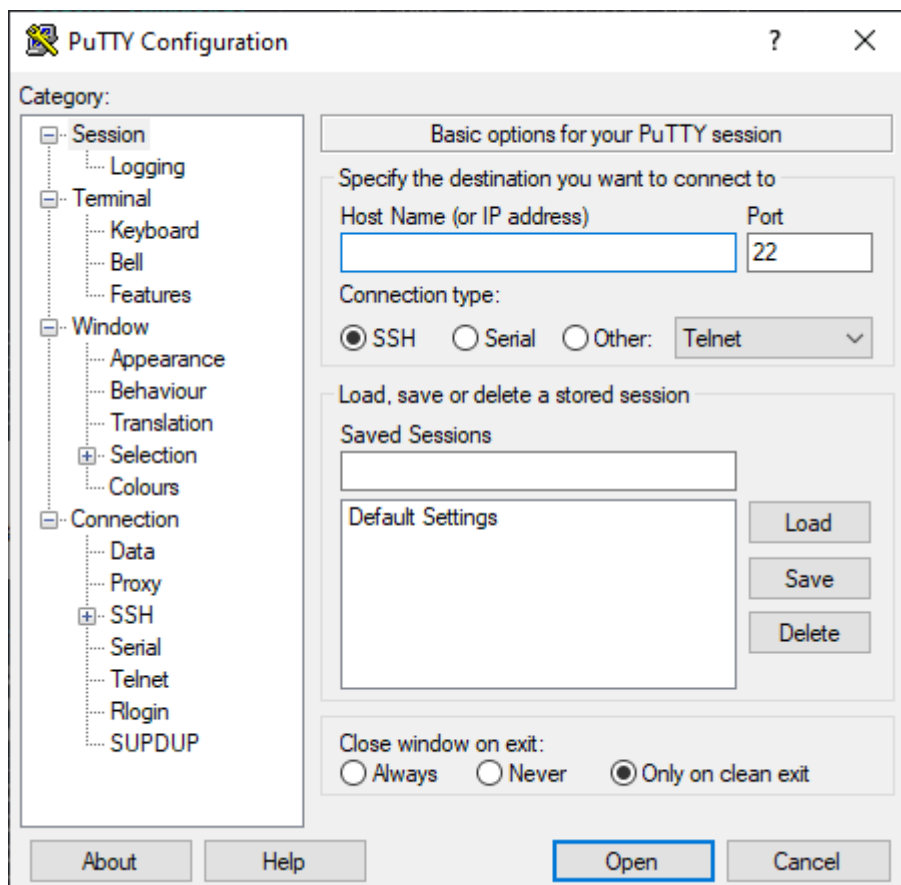 PuTTY Configuration
?
Category:
Session
Logging
Terminal
Keyboard
Bell
Features
Window
Appearance
Behaviour
Translation
Selection
Colours
Connection
Data
Proxy
SSH
Serial
Telnet
Rlogin
SUPDUP
Basic options for your PuTTY session
Specify the destination you want to connect to
Host Name (or IP address) Port
22
Connection type:
SSH Serial Other: Telnet
Load, save or delete a stored session
Saved Sessions
Default Settings
Load
Save
Delete
Close window on exit:
Always Never Only on clean exit
About Help Open Cancel